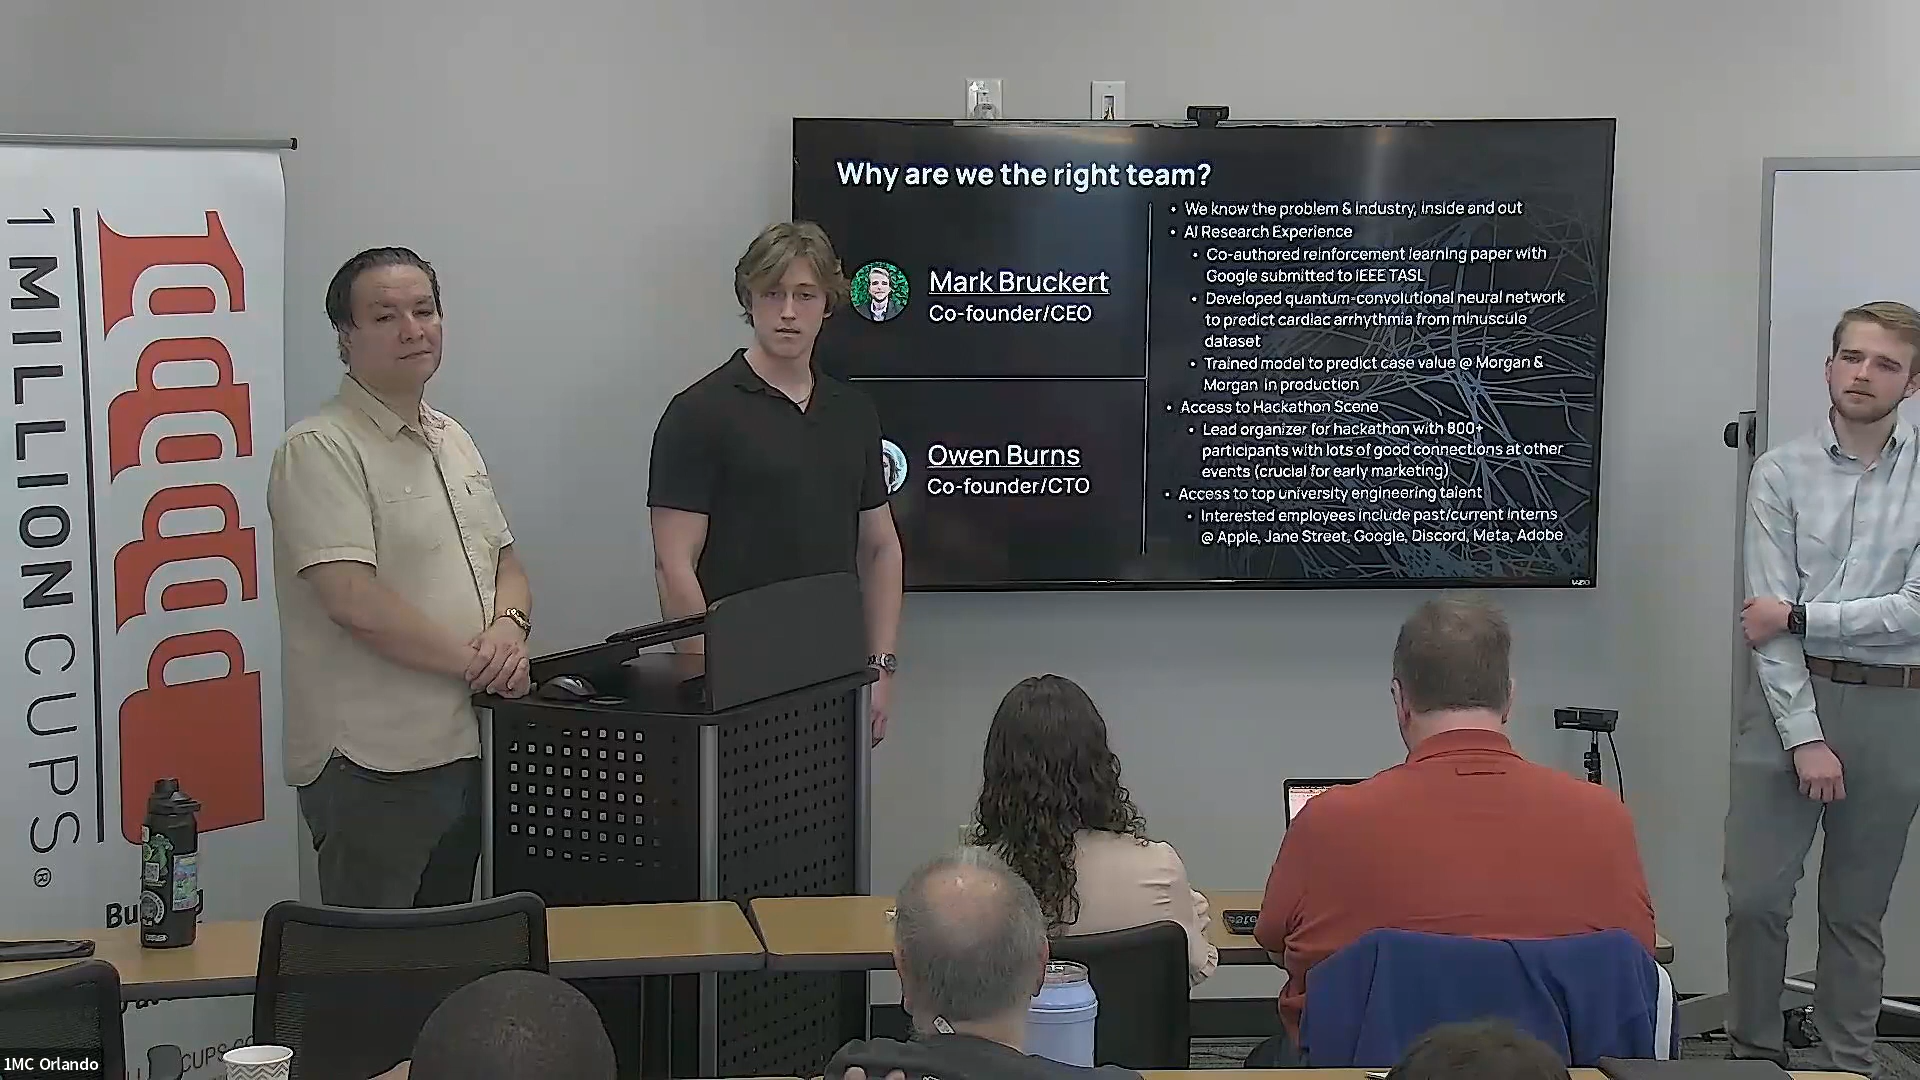 1MILLIONCUPS®
Why are we the right team?
Mark Bruckert
Co-founder/CEO
Owen Burns
Co-founder/CTO
• We know the problem & industry, inside and out
• AI Research Experience
• Co-authored reinforcement learning paper with
Google submitted to IEEE TASL
• Developed quantum-convolutional neural network
to predict cardiac arrhythmia from minuscule
dataset
• Trained model to predict case value @ Morgan &
Morgan in production
• Access to Hackathon Scene
• Lead organizer for hackathon with 800+
participants with lots of good connections at other
events (crucial for early marketing)
• Access to top university engineering talent
• Interested employees include past/current interns
@ Apple, Jane Street, Google, Discord, Meta, Adobe
VIZIO
1MC Orlando